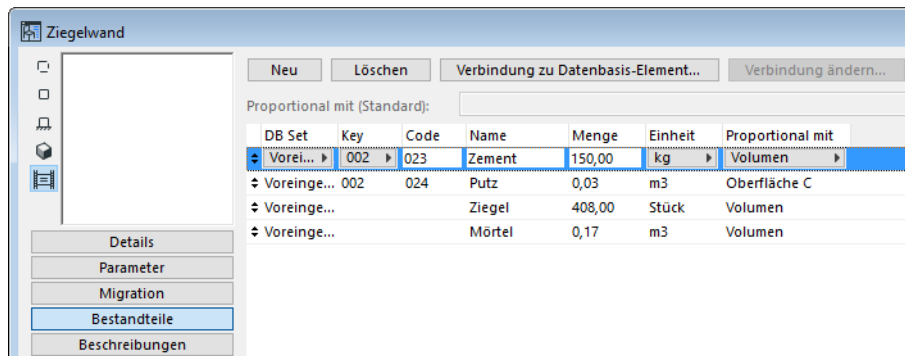 Ziegelwand
Neu Löschen Verbindung zu Datenbasis-Element... Verbindung ändern...
Proportional mit (Standard):
DB Set Key Code Name Menge Einheit Proportional mit
Vorei... 002 023 Zement 150,00 kg Volumen
Voreinge... 002 024 Putz 0,03 m3 Oberfläche C
Voreinge... Ziegel 408,00 Stück Volumen
Voreinge... Mörtel 0,17 m3 Volumen
Details
Parameter
Migration
Bestandteile
Beschreibungen